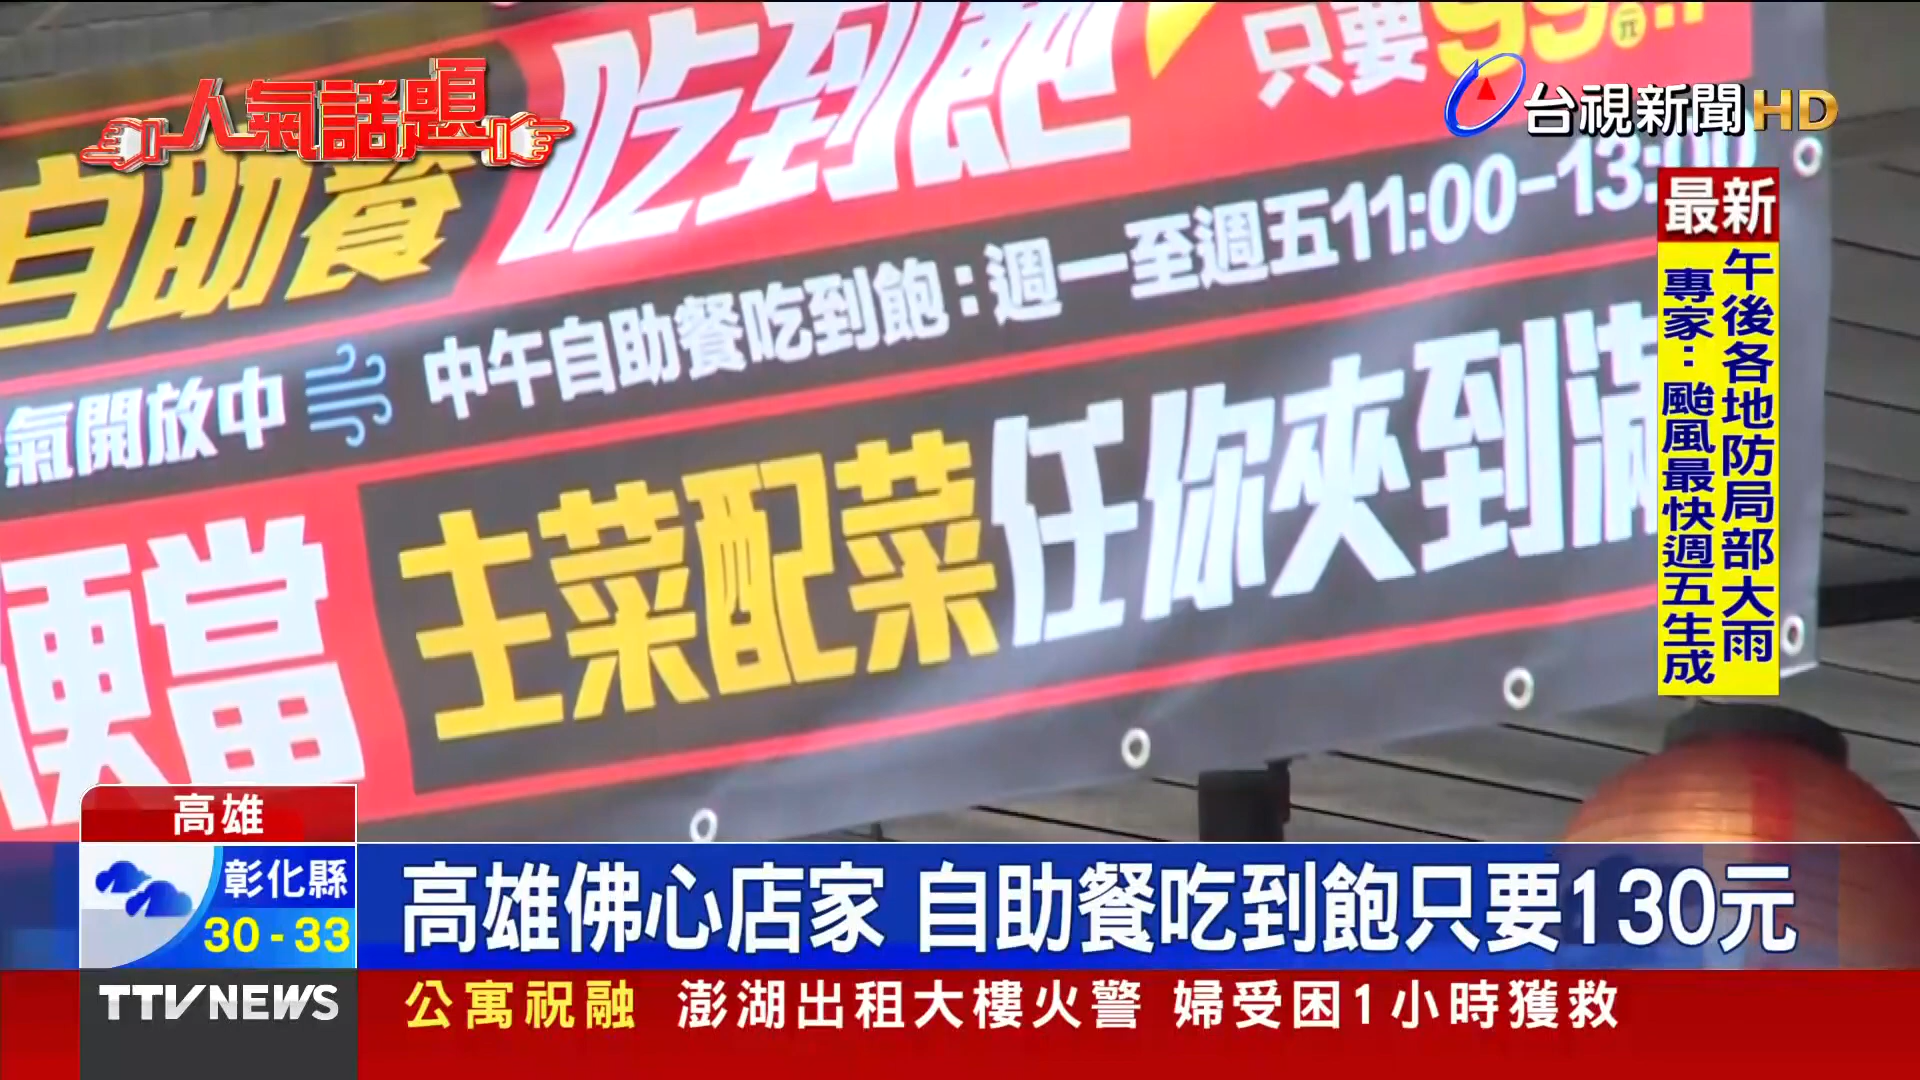 人氣話題
吃到飽
只要99元
台視新聞HD
自助餐
氣開放中
中午自助餐吃到飽：週一至週五11:00-13:00
便當
主菜配菜任你夾到滿
最新
午後各地防局部大雨
專家：颱風最快週五生成
高雄
彰化縣
30 - 33
高雄佛心店家 自助餐吃到飽只要130元
TTV NEWS
公寓祝融 澎湖出租大樓火警 婦受困1小時獲救